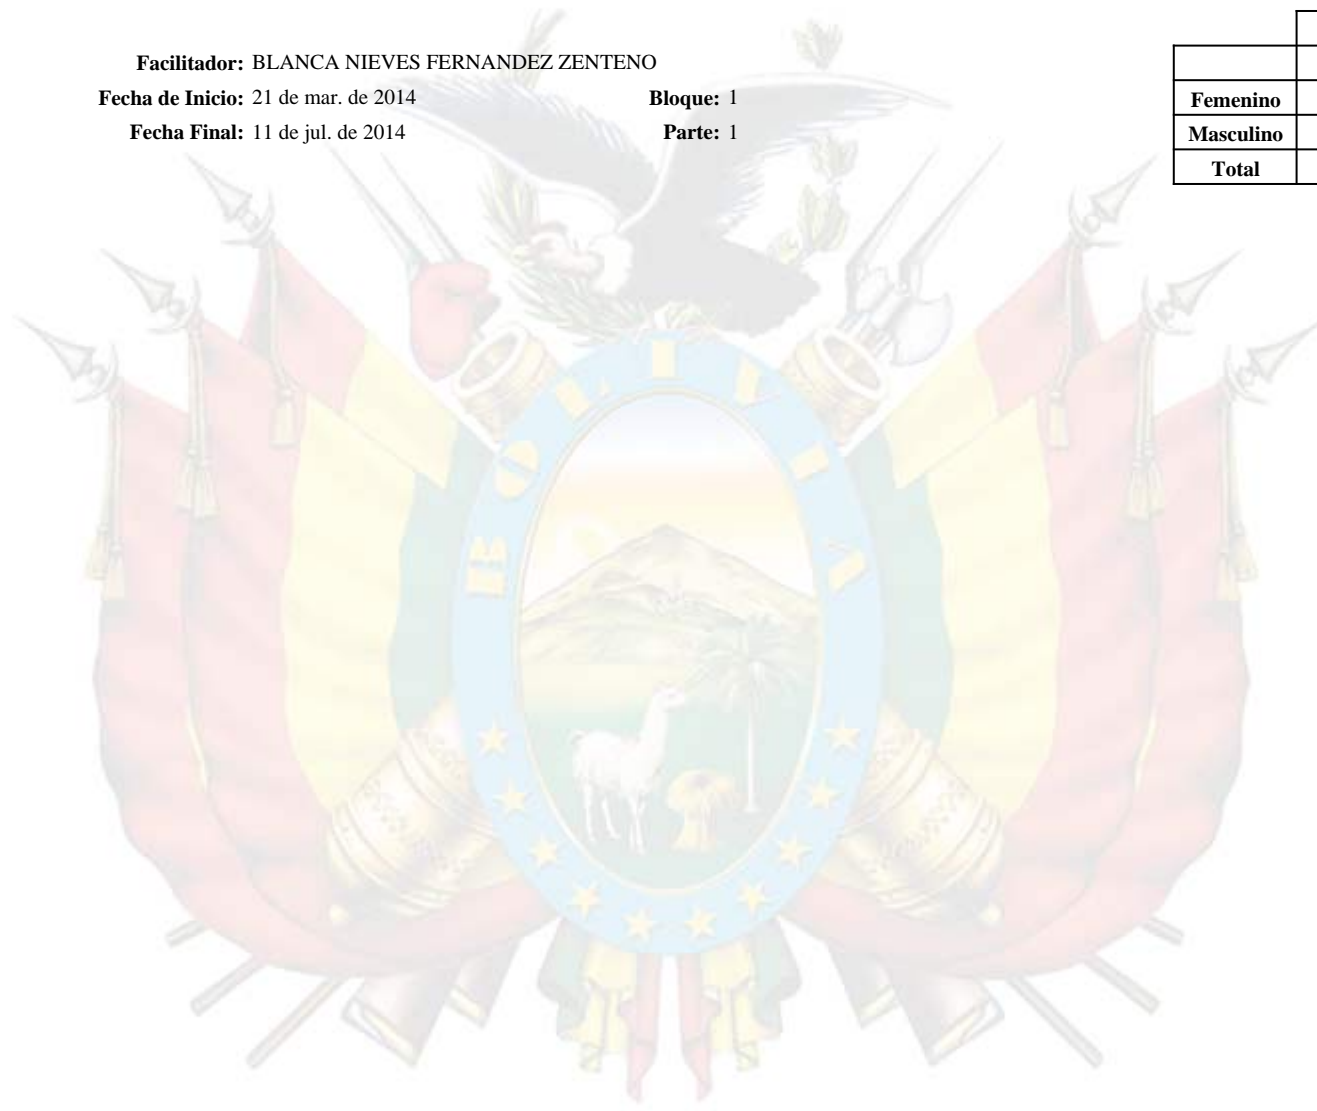 Facilitador: BLANCA NIEVES FERNANDEZ ZENTENO
Fecha de Inicio: 21 de mar. de 2014 Bloque: 1
Fecha Final: 11 de jul. de 2014 Parte: 1
Femenino
Masculino
Total
BOLIVIA